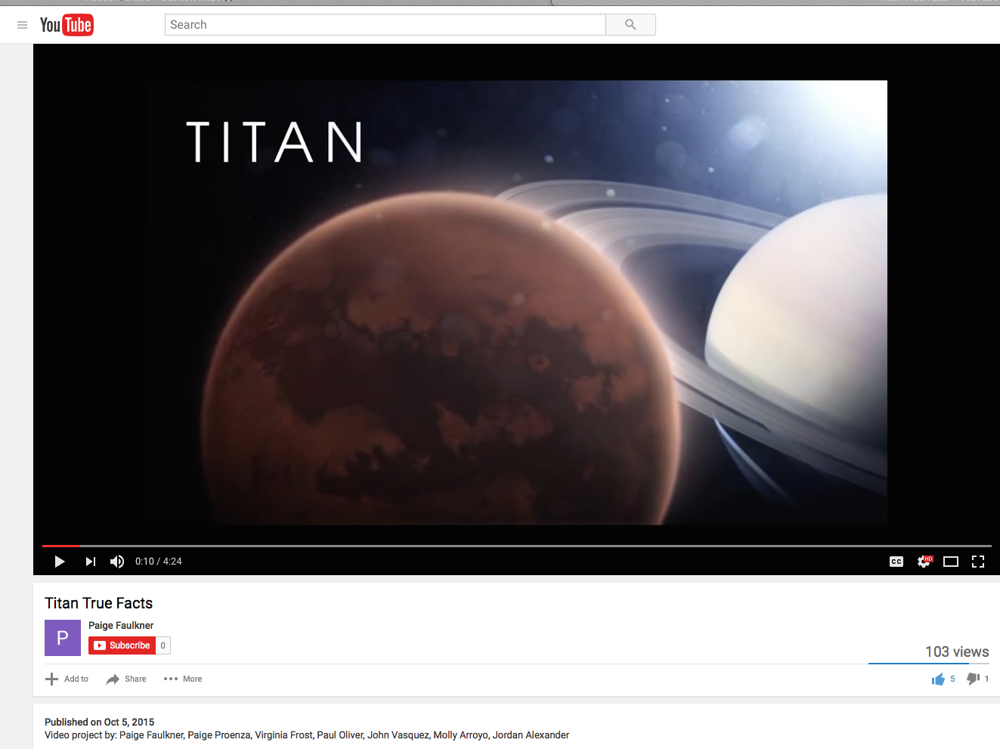 YouTube
Search
TITAN
0:10 / 4:24
CC
HD
Titan True Facts
P
Paige Faulkner
Subscribe 0
103 views
Add to Share More
5 1
Published on Oct 5, 2015
Video project by: Paige Faulkner, Paige Proenza, Virginia Frost, Paul Oliver, John Vasquez, Molly Arroyo, Jordan Alexander